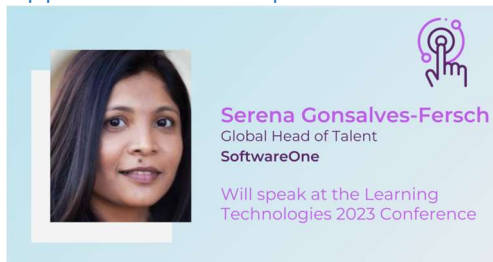 Serena Gonsalves-Fersch
Global Head of Talent
SoftwareOne
Will speak at the Learning
Technologies 2023 Conference